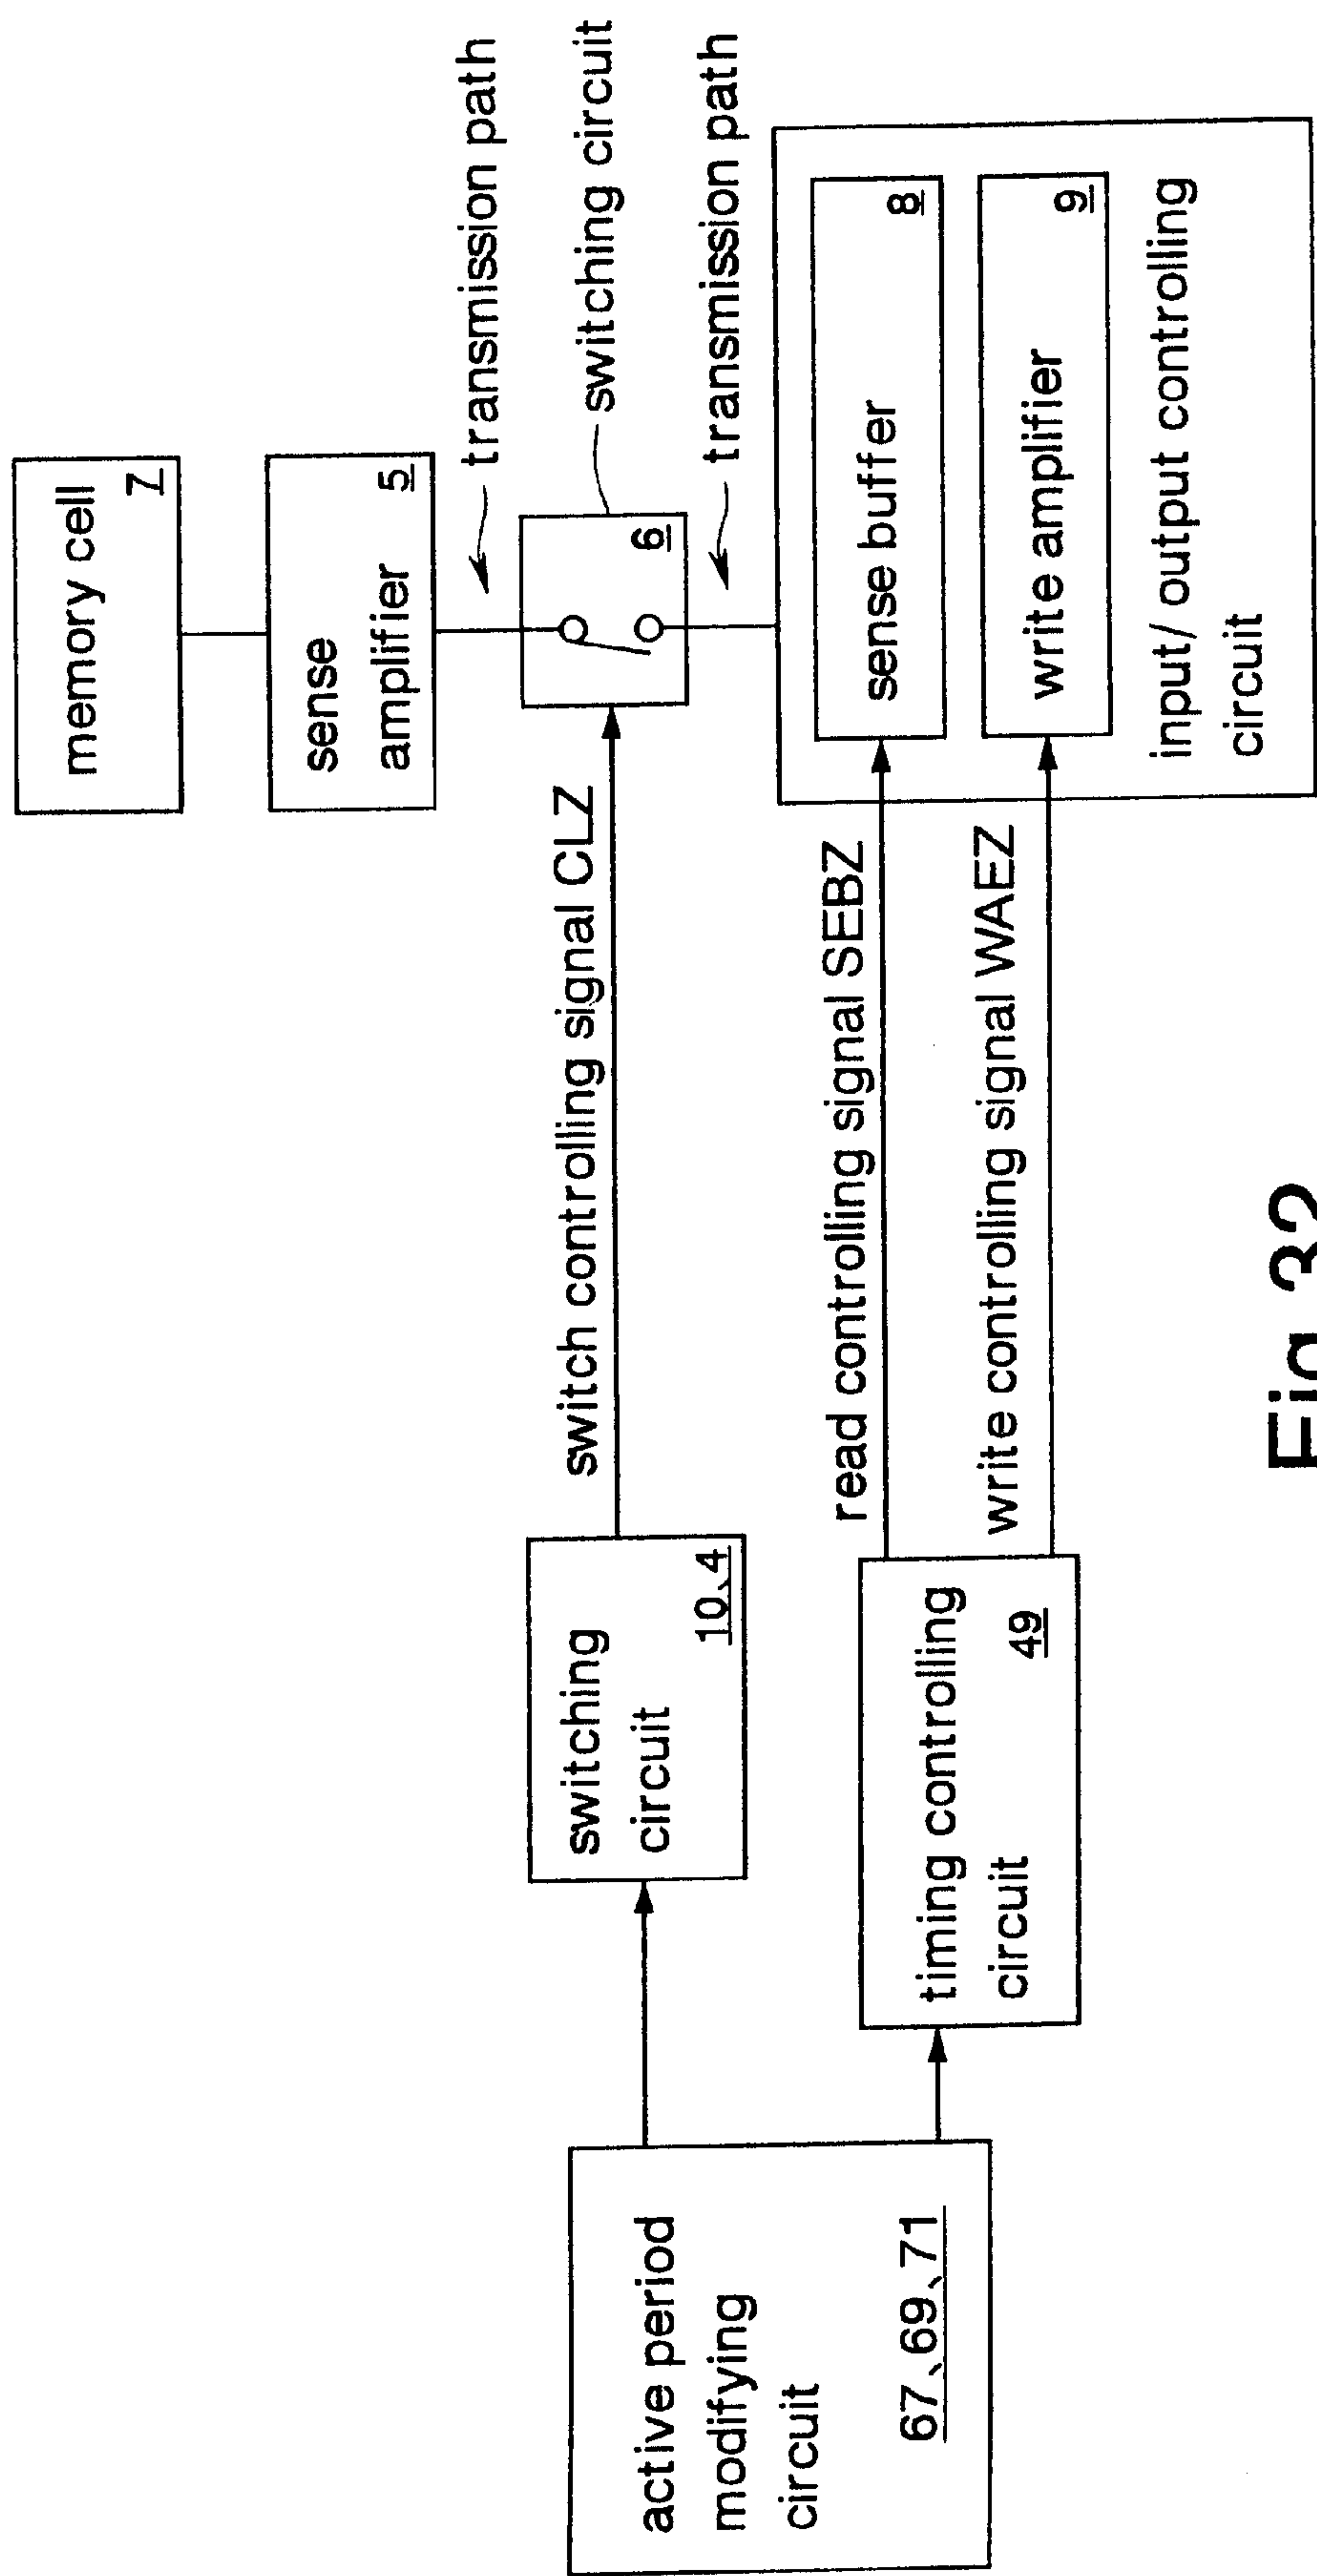 memory cell
7
sense
amplifier
5
transmission path
switching circuit
6
transmission path
switch controlling signal CLZ
switching
circuit
10、4
active period
modifying
circuit
67、69、71
timing controlling
circuit
49
read controlling signal SEBZ
write controlling signal WAEZ
sense buffer
8
write amplifier
9
input/ output controlling
circuit
Fig. 32